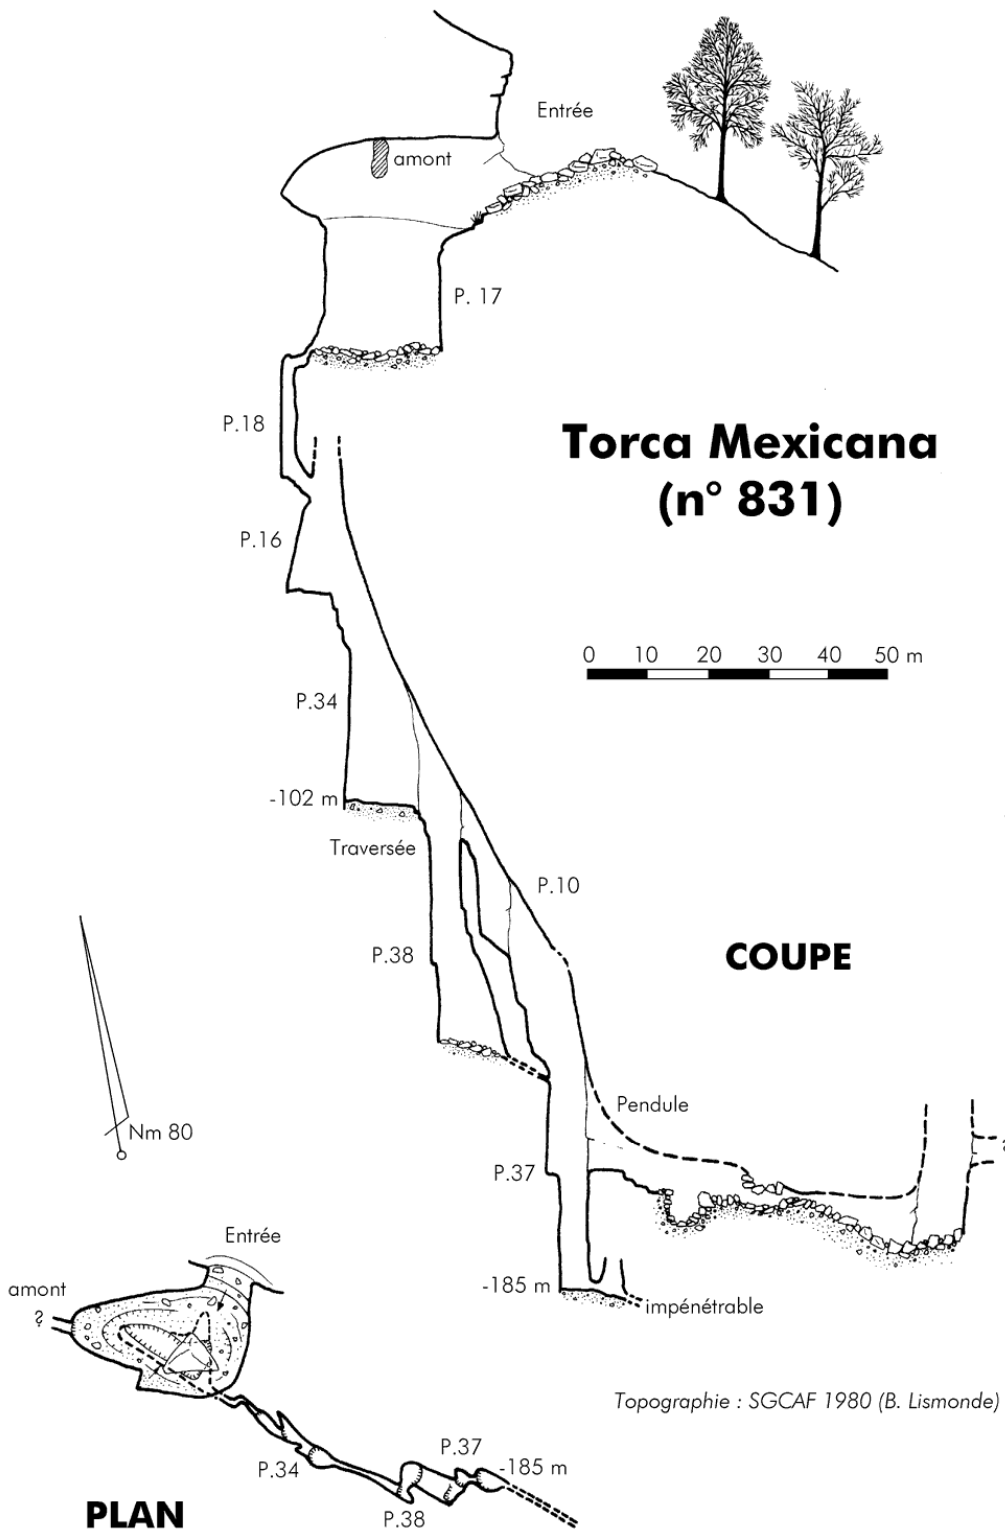 Entrée
amont
P. 17
P.18
Torca Mexicana
(n° 831)
P.16
0 10 20 30 40 50 m
P.34
-102 m
Traversée
P.10
P.38
COUPE
Pendule
Nm 80
?
P.37
Entrée
-185 m
amont
impénétrable
?
Topographie : SGCAF 1980 (B. Lismonde)
P.37
P.34
-185 m
P.38
PLAN